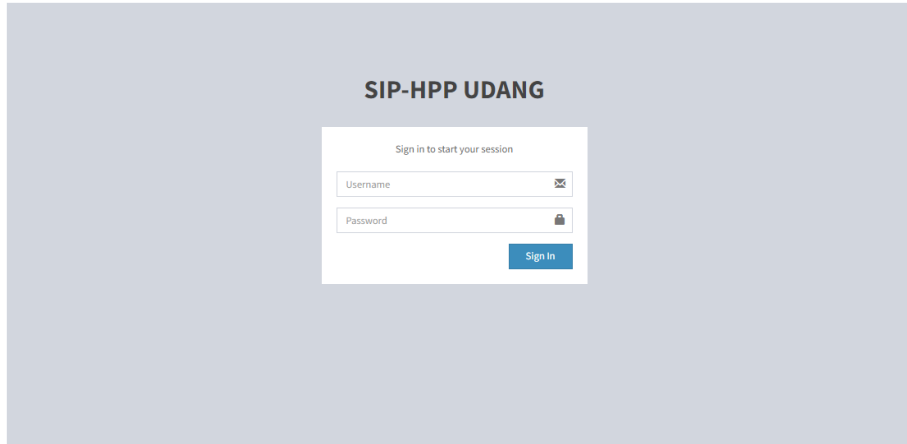 SIP-HPP UDANG
Sign in to start your session
Username
Password
Sign In